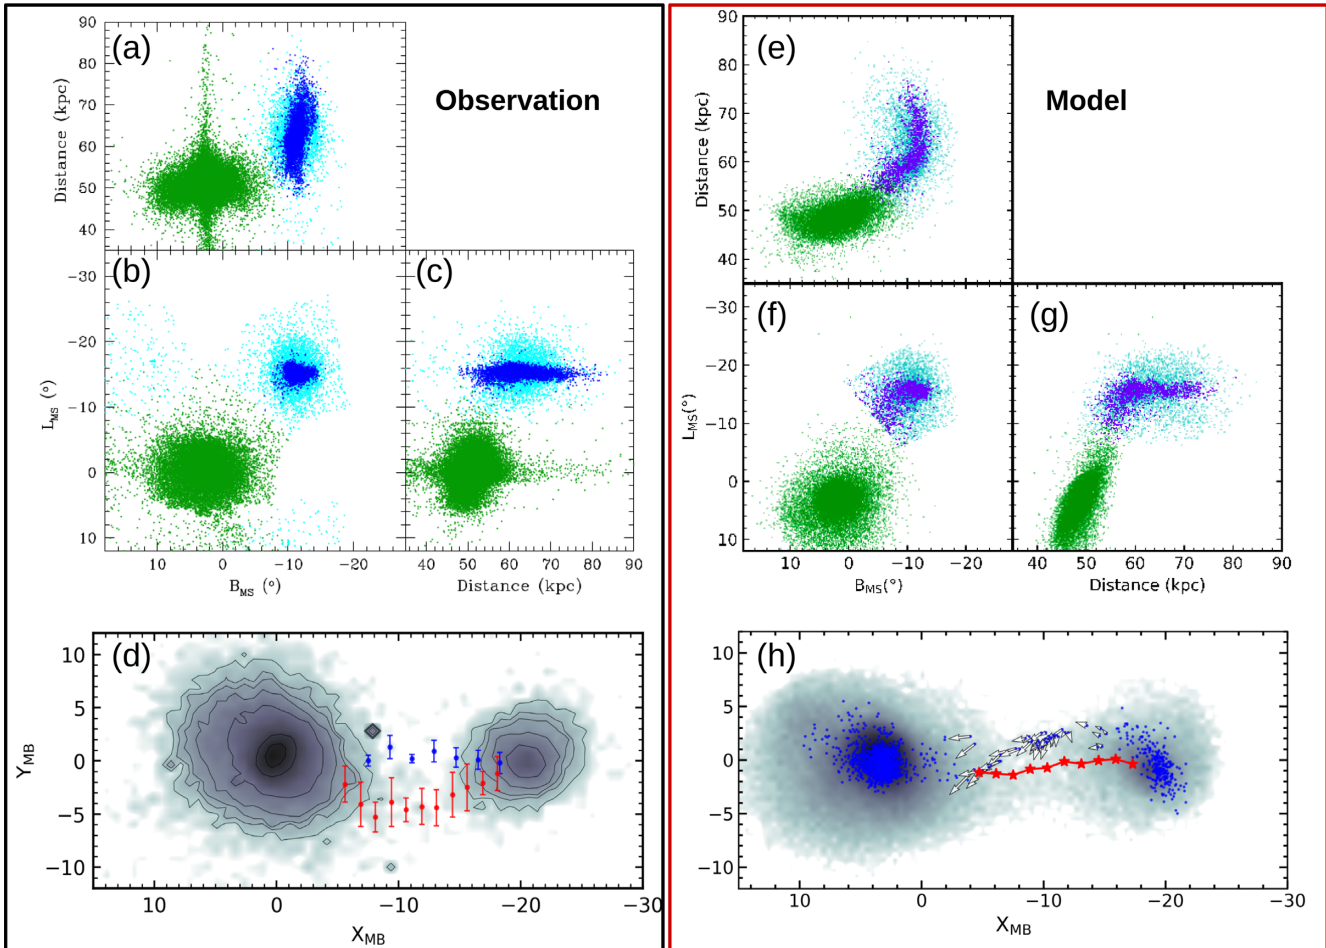 (a)
Observation
Distance (kpc)
90
80
70
60
50
40
(b)
(c)
L_MS (°)
−30
−20
−10
0
10
10 0 −10 −20
40 50 60 70 80 90
B_MS (°)
Distance (kpc)
(d)
Y_MB
10
5
0
−5
−10
10 0 −10 −20 −30
X_MB
(e)
Model
Distance (kpc)
90
80
70
60
50
40
(f)
(g)
L_MS(°)
−30
−20
−10
0
10
10 0 −10 −20
40 50 60 70 80 90
B_MS(°)
Distance (kpc)
(h)
10
5
0
−5
−10
10 0 −10 −20 −30
X_MB